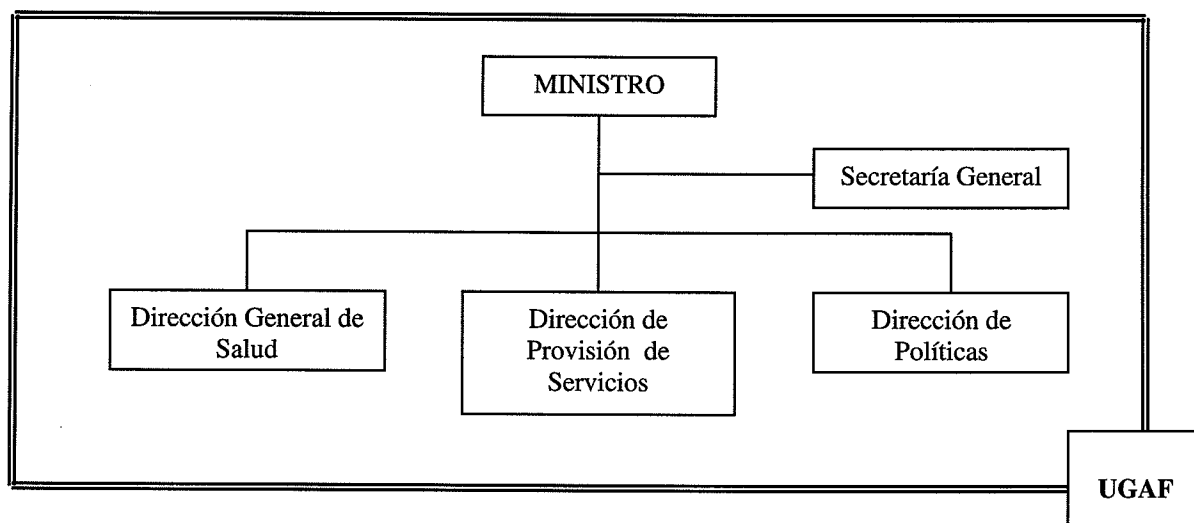 MINISTRO
Secretaría General
Dirección General de
Salud
Dirección de
Provisión de
Servicios
Dirección de
Políticas
UGAF